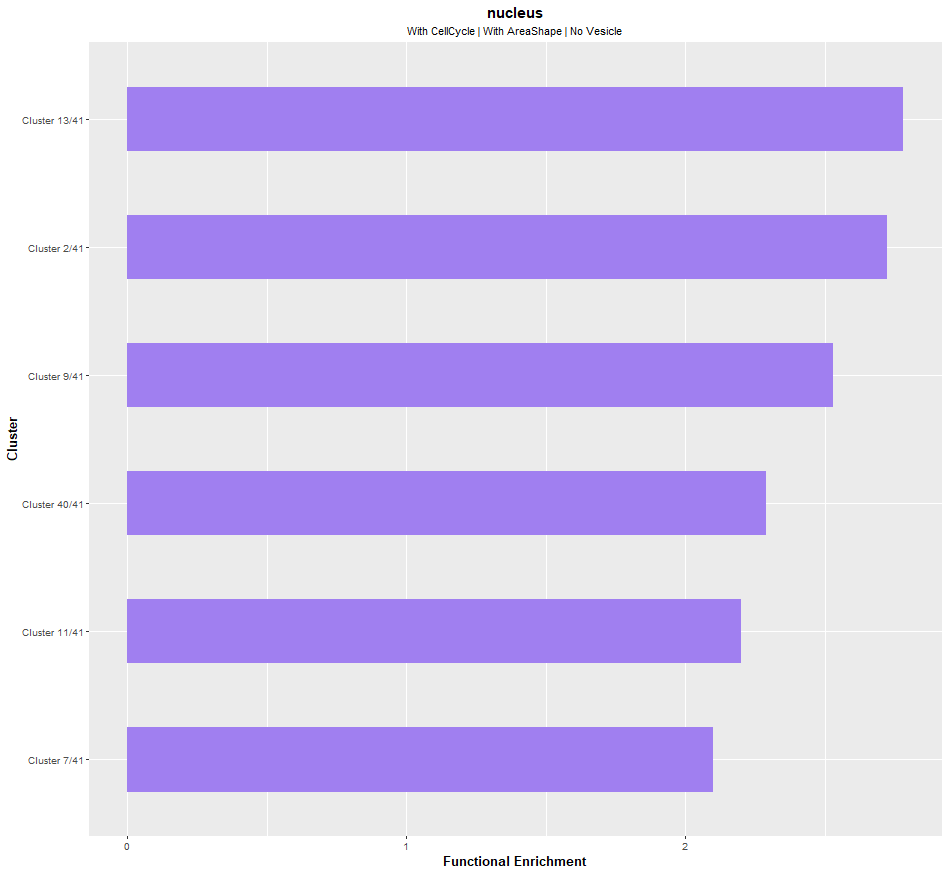 nucleus
With CellCycle | With AreaShape | No Vesicle
Cluster
Cluster 13/41
Cluster 2/41
Cluster 9/41
Cluster 40/41
Cluster 11/41
Cluster 7/41
0 1 2
Functional Enrichment